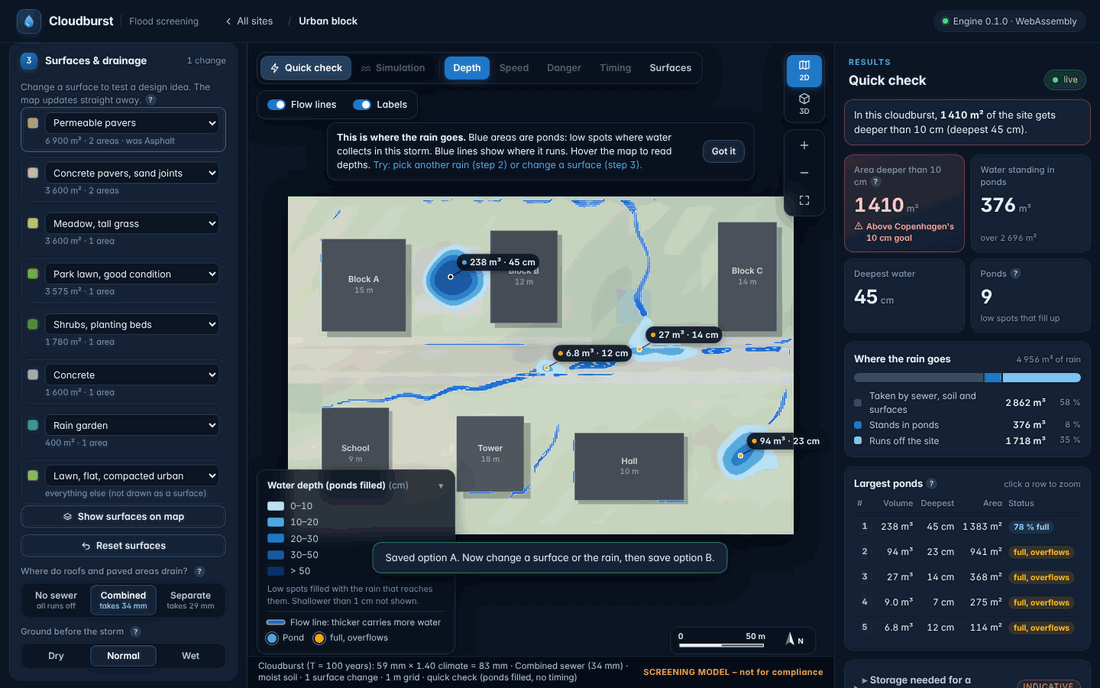 Cloudburst
Flood screening
All sites
/
Urban block
Engine 0.1.0 · WebAssembly
3
Surfaces & drainage
1 change
Change a surface to test a design idea. The
map updates straight away. ?
Permeable pavers
6 900 m² · 2 areas · was Asphalt
Concrete pavers, sand joints
3 600 m² · 2 areas
Meadow, tall grass
3 600 m² · 1 area
Park lawn, good condition
3 575 m² · 1 area
Shrubs, planting beds
1 780 m² · 1 area
Concrete
1 600 m² · 1 area
Rain garden
400 m² · 1 area
Lawn, flat, compacted urban
everything else (not drawn as a surface)
Show surfaces on map
Reset surfaces
Where do roofs and paved areas drain? ?
No sewer
all runs off
Combined
takes 34 mm
Separate
takes 29 mm
Ground before the storm ?
Dry
Normal
Wet
Quick check
Simulation
Depth
Speed
Danger
Timing
Surfaces
Flow lines
Labels
2D
3D
This is where the rain goes. Blue areas are ponds: low spots where water
collects in this storm. Blue lines show where it runs. Hover the map to read
depths. Try: pick another rain (step 2) or change a surface (step 3).
Got it
Block A
15 m
238 m³ · 45 cm
Block B
12 m
Block C
14 m
27 m³ · 14 cm
6.8 m³ · 12 cm
School
9 m
Tower
18 m
Hall
10 m
94 m³ · 23 cm
Water depth (ponds filled) (cm)
0–10
10–20
20–30
30–50
> 50
Low spots filled with the rain that reaches
them. Shallower than 1 cm not shown.
Flow line: thicker carries more water
Pond
full, overflows
Saved option A. Now change a surface or the rain, then save option B.
0
50 m
N
Cloudburst (T = 100 years): 59 mm × 1.40 climate = 83 mm · Combined sewer (34 mm) ·
moist soil · 1 surface change · 1 m grid · quick check (ponds filled, no timing)
SCREENING MODEL – not for compliance
RESULTS
Quick check
live
In this cloudburst, 1 410 m² of the site gets
deeper than 10 cm (deepest 45 cm).
Area deeper than 10
cm ?
1 410 m²
Above Copenhagen's
10 cm goal
Water standing in
ponds
376 m³
over 2 696 m²
Deepest water
45 cm
Ponds ?
9
low spots that fill up
Where the rain goes
4 956 m³ of rain
Taken by sewer, soil and
surfaces
2 862 m³
58 %
Stands in ponds
376 m³
8 %
Runs off the site
1 718 m³
35 %
Largest ponds ?
click a row to zoom
# Volume Deepest Area Status
1 238 m³ 45 cm 1 383 m² 78 % full
2 94 m³ 23 cm 941 m² full, overflows
3 27 m³ 14 cm 368 m² full, overflows
4 9.0 m³ 7 cm 275 m² full, overflows
5 6.8 m³ 12 cm 114 m² full, overflows
Storage needed for a
INDICATIVE